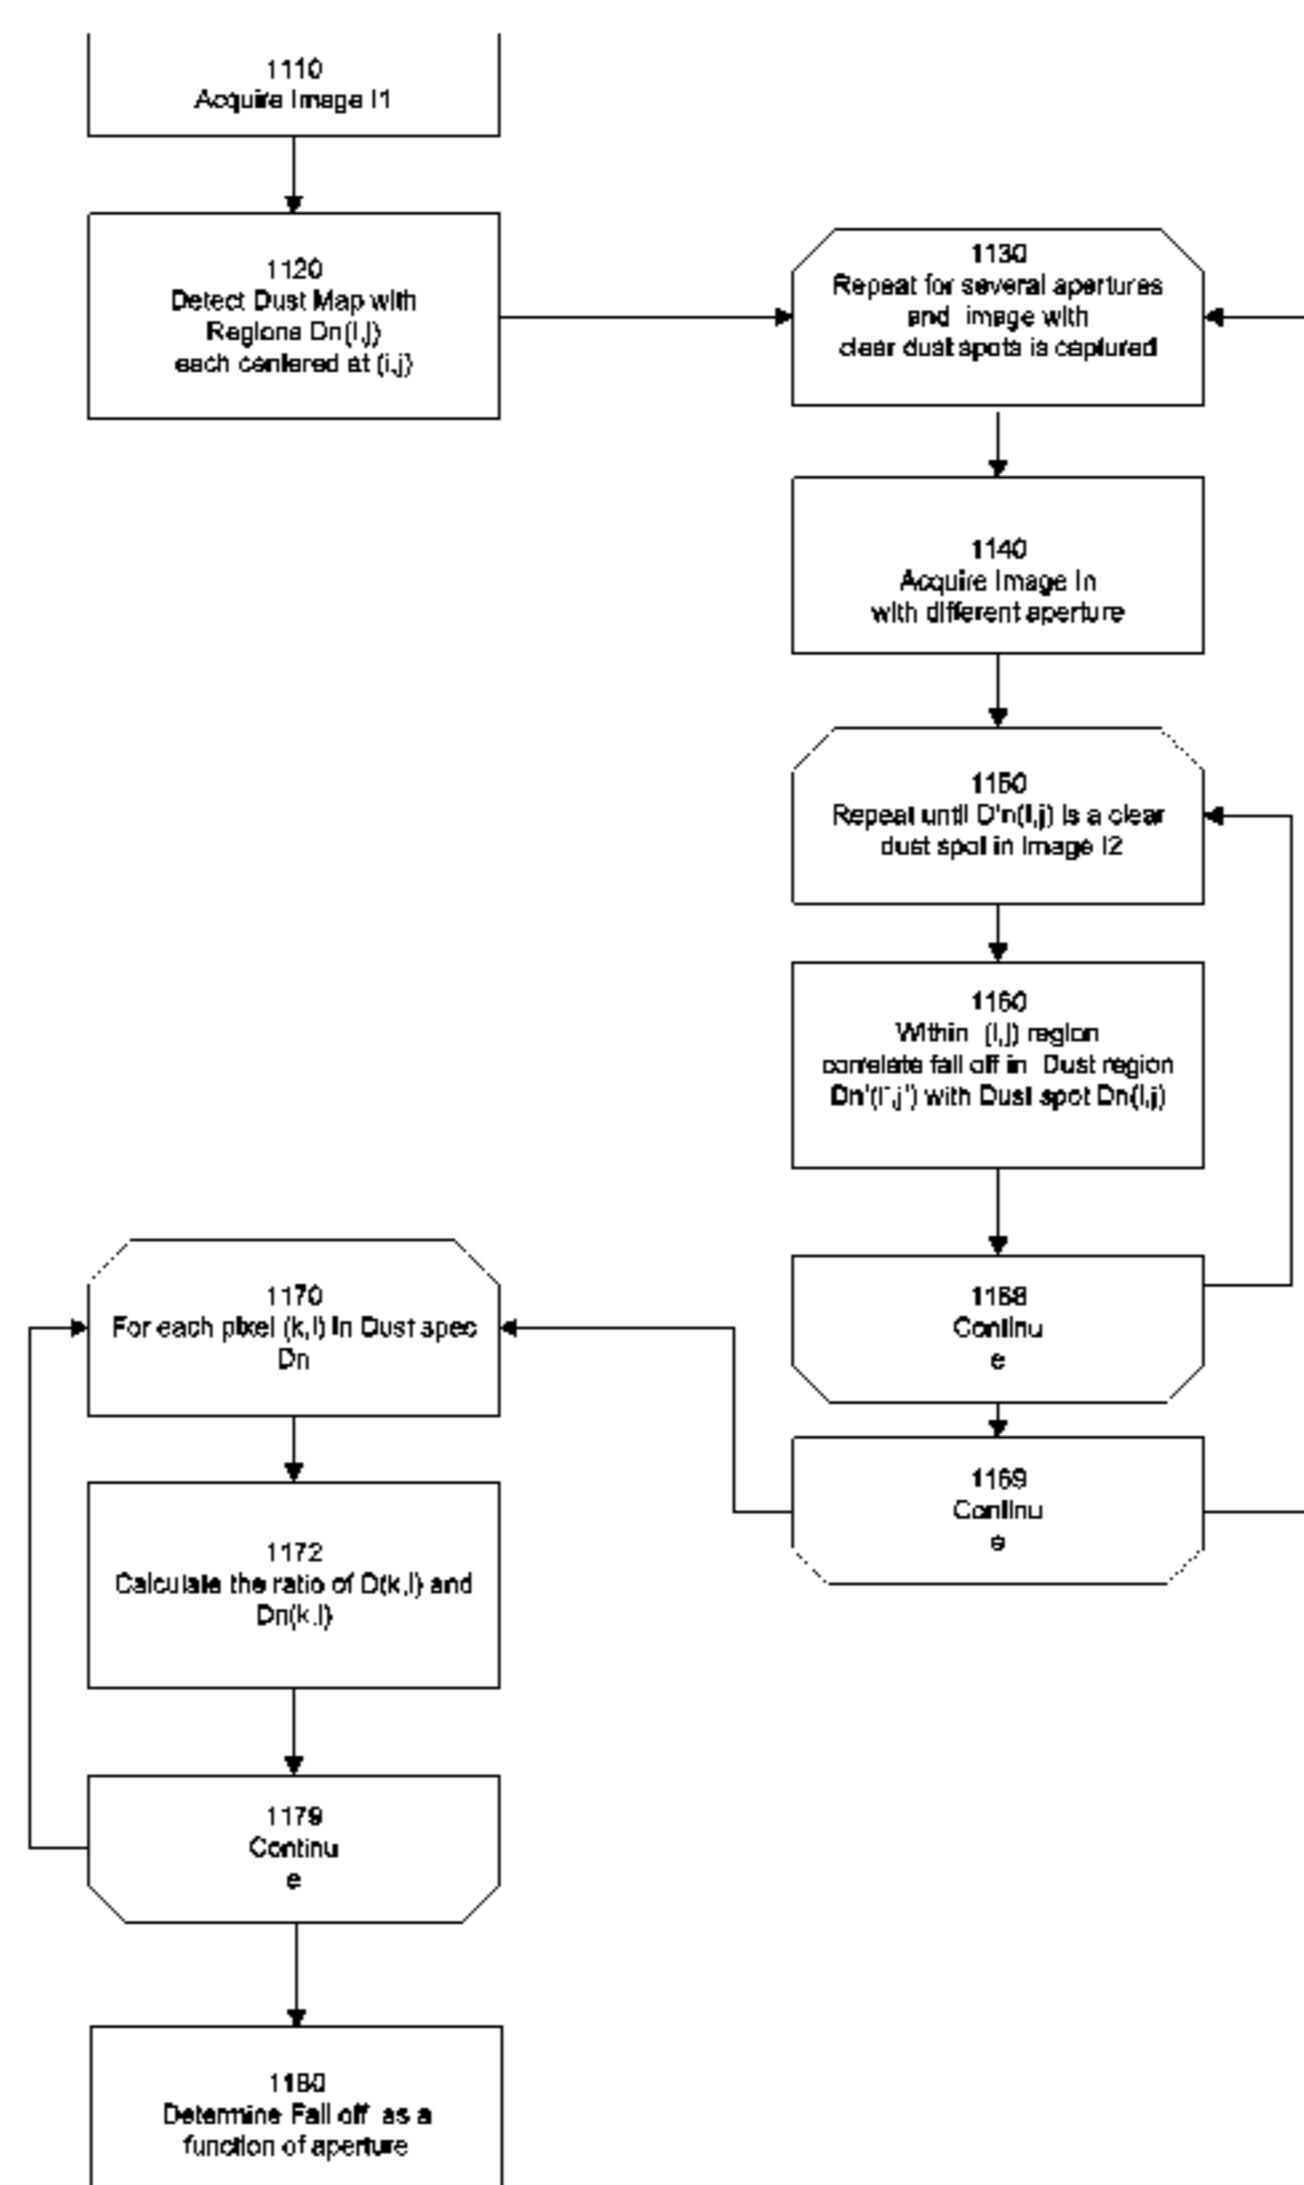 1110
Acquire Image I1
1120
Detect Dust Map with
Regions Dn(i,j)
each centered at (i,j)
1130
Repeat for several apertures
and image with
clear dust spots is captured
1140
Acquire Image In
with different aperture
1150
Repeat until D'n(i,j) is a clear
dust spot in Image I2
1160
Within (i,j) region
correlate fall off in Dust region
Dn'(i',j') with Dust spot Dn(i,j)
1168
Continu
e
1169
Continu
e
1170
For each pixel (k,l) in Dust spec
Dn
1172
Calculate the ratio of D(k,l) and
Dn(k,l)
1179
Continu
e
1180
Determine Fall off as a
function of aperture